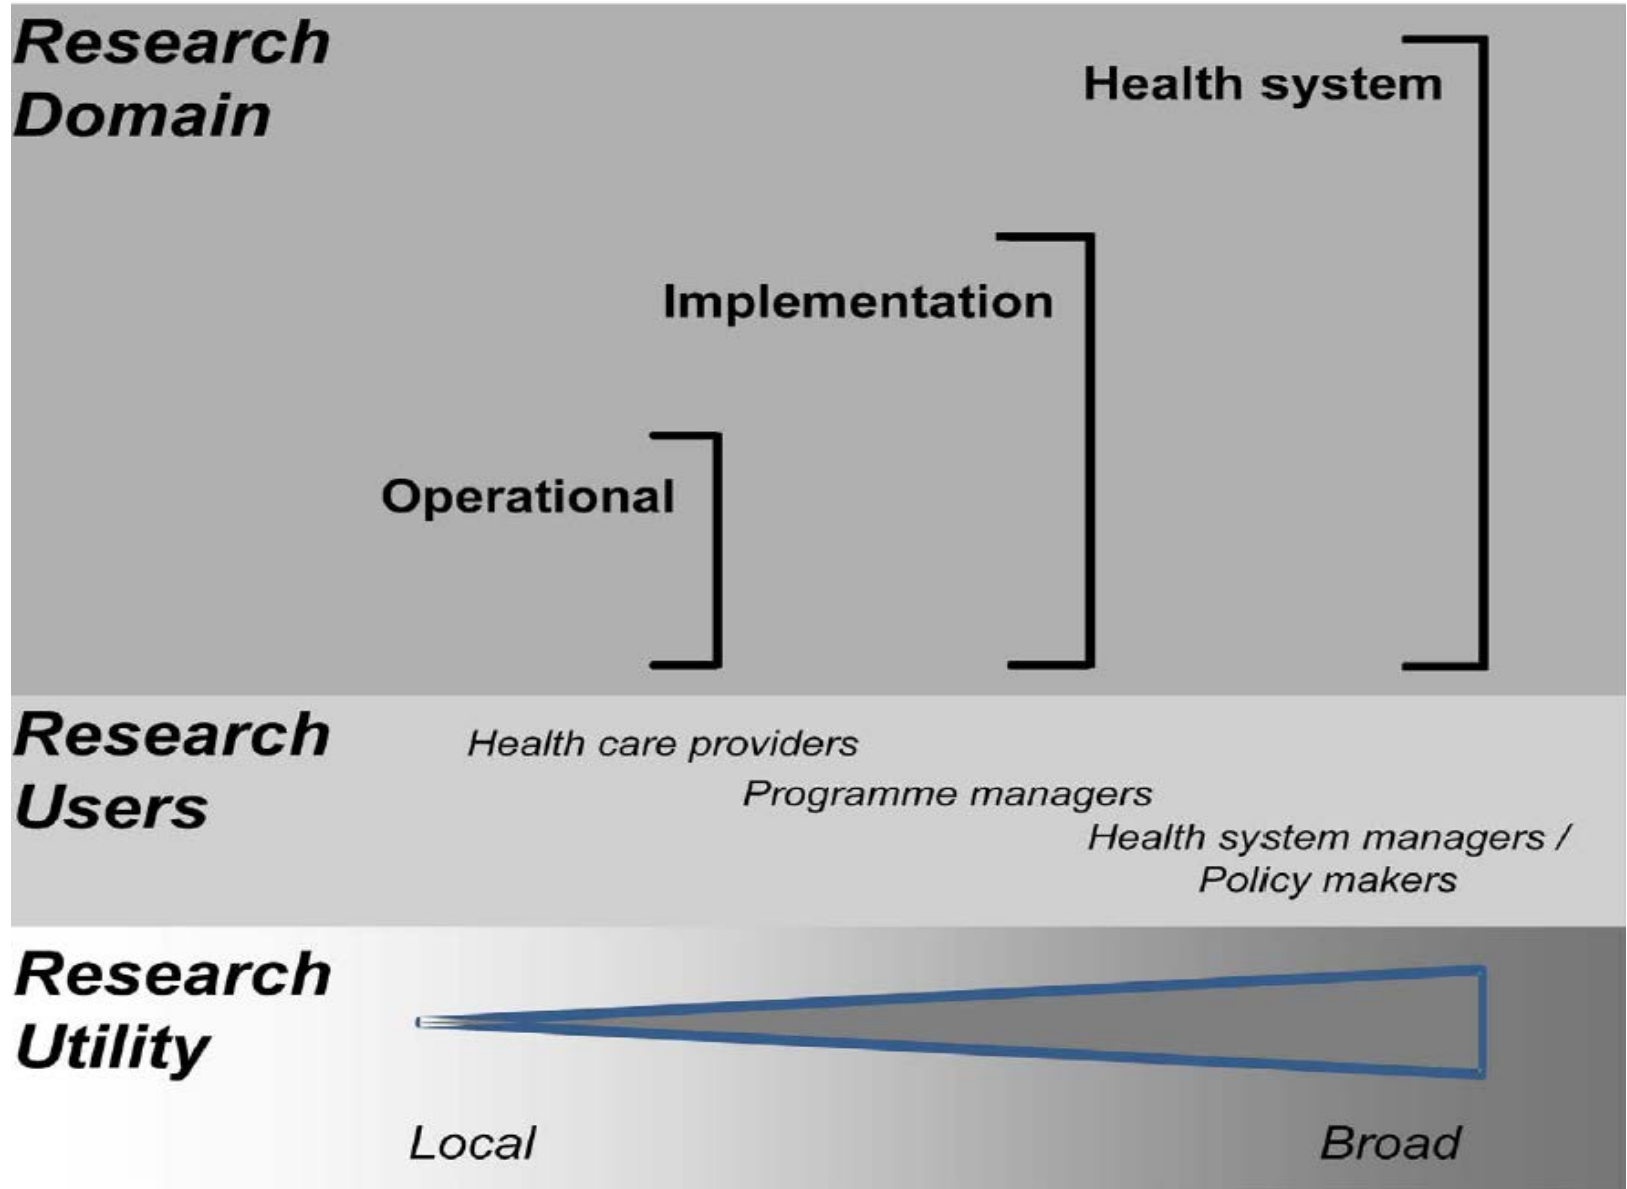 Research
Domain
Health system
Implementation
Operational
Research
Users
Health care providers
Programme managers
Health system managers /
Policy makers
Research
Utility
Local
Broad